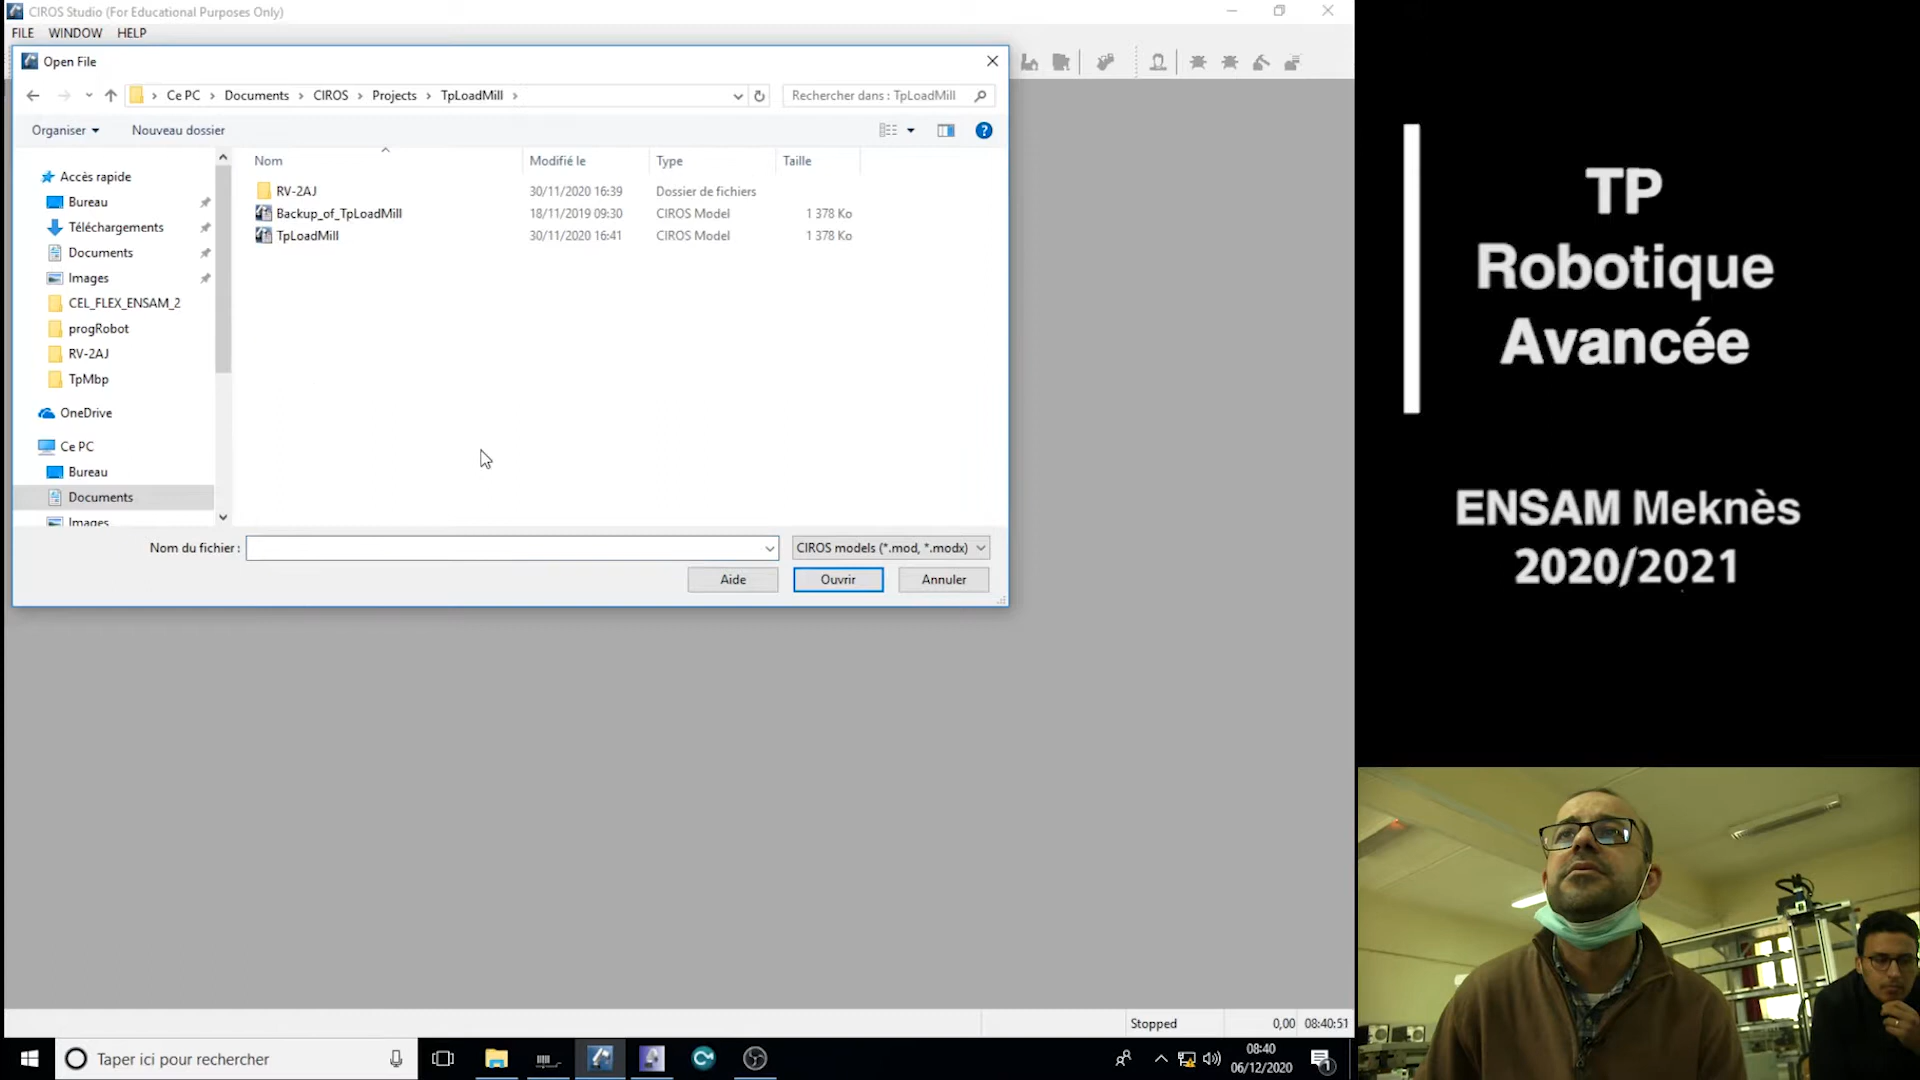 CIROS Studio (For Educational Purposes Only)
FILE WINDOW HELP
Open File
Ce PC Documents CIROS Projects TpLoadMill
Rechercher dans : TpLoadMill
Organiser Nouveau dossier
Nom Modifié le Type Taille
RV-2AJ 30/11/2020 16:39 Dossier de fichiers
Backup_of_TpLoadMill 18/11/2019 09:30 CIROS Model 1 378 Ko
TpLoadMill 30/11/2020 16:41 CIROS Model 1 378 Ko
Accès rapide
Bureau
Téléchargements
Documents
Images
CEL_FLEX_ENSAM_2
progRobot
RV-2AJ
TpMbp
OneDrive
Ce PC
Bureau
Documents
Images
Nom du fichier : CIROS models (*.mod, *.modx)
Aide Ouvrir Annuler
Stopped 0,00 08:40:51
Taper ici pour rechercher
08:40
06/12/2020
1
TP
Robotique
Avancée
ENSAM Meknès
2020/2021